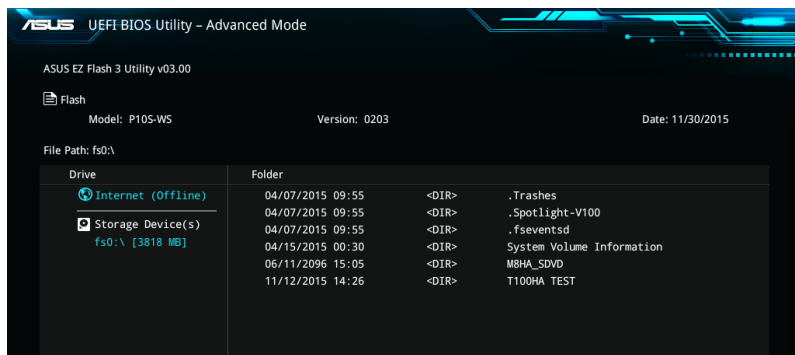 ASUS UEFI BIOS Utility – Advanced Mode
ASUS EZ Flash 3 Utility v03.00
Flash
Model: P10S-WS Version: 0203 Date: 11/30/2015
File Path: fs0:\
Drive Folder
Internet (Offline) 04/07/2015 09:55 <DIR> .Trashes
04/07/2015 09:55 <DIR> .Spotlight-V100
Storage Device(s) 04/07/2015 09:55 <DIR> .fseventsd
fs0:\ [3818 MB] 04/15/2015 00:30 <DIR> System Volume Information
06/11/2096 15:05 <DIR> M8HA_SDVD
11/12/2015 14:26 <DIR> T100HA TEST